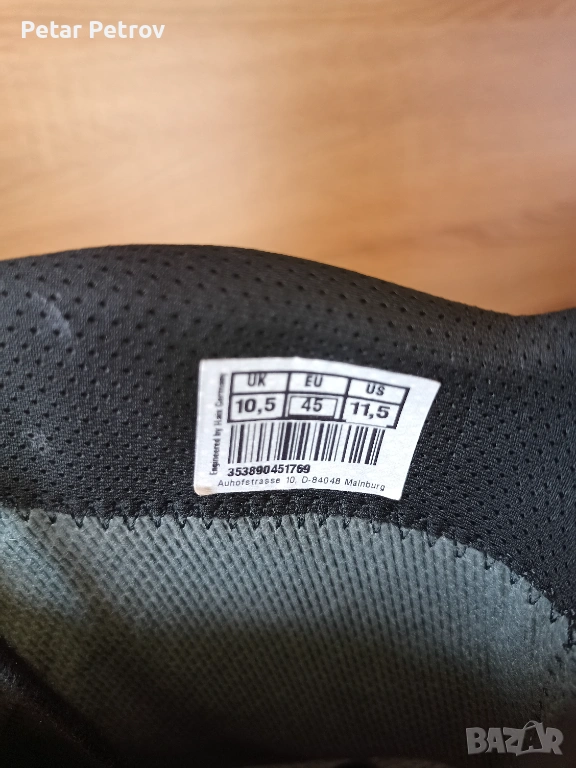 Petar Petrov
UK EU US
10,5 45 11,5
Engineered by Haix Germany
353890451769
Auhofstrasse 10, D-84048 Mainburg
BAZAR